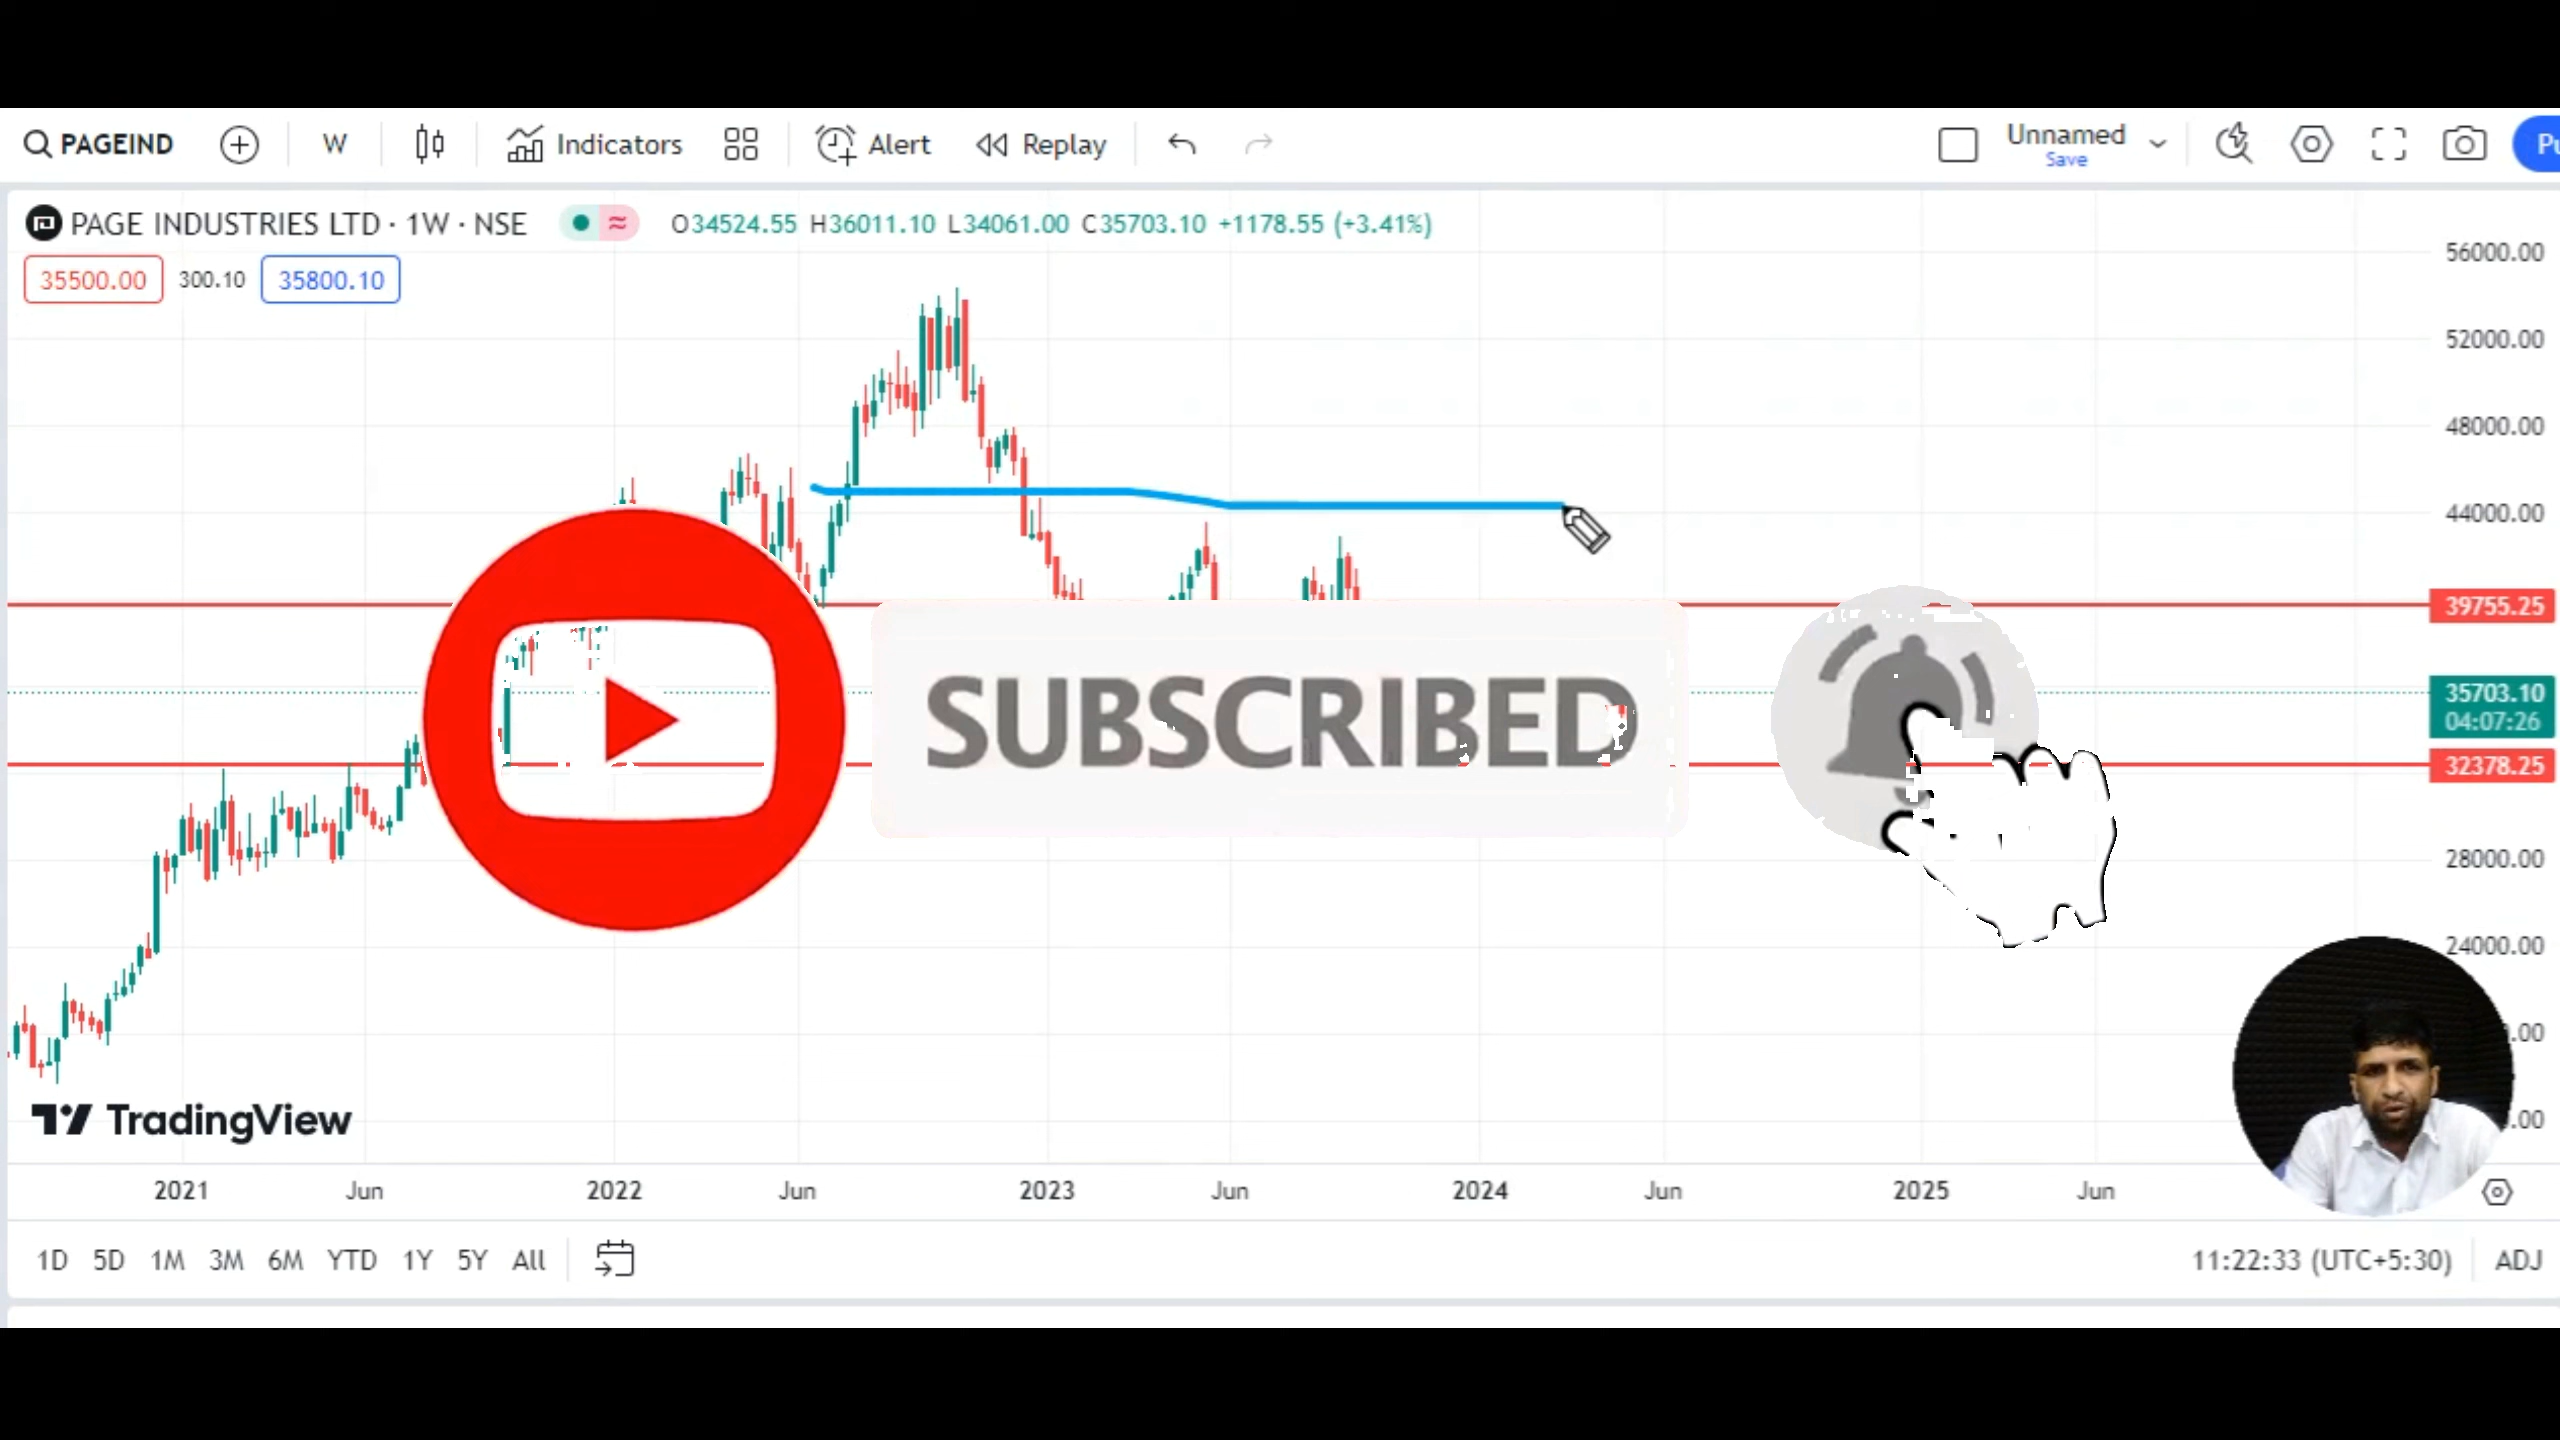 PAGEIND W Indicators Alert Replay Unnamed Save
PAGE INDUSTRIES LTD · 1W · NSE O34524.55 H36011.10 L34061.00 C35703.10 +1178.55 (+3.41%)
35500.00 300.10 35800.10
56000.00
52000.00
48000.00
44000.00
39755.25
35703.10
04:07:26
32378.25
SUBSCRIBED
28000.00
24000.00
TradingView
2021 Jun 2022 Jun 2023 Jun 2024 Jun 2025 Jun
1D 5D 1M 3M 6M YTD 1Y 5Y All 11:22:33 (UTC+5:30) ADJ